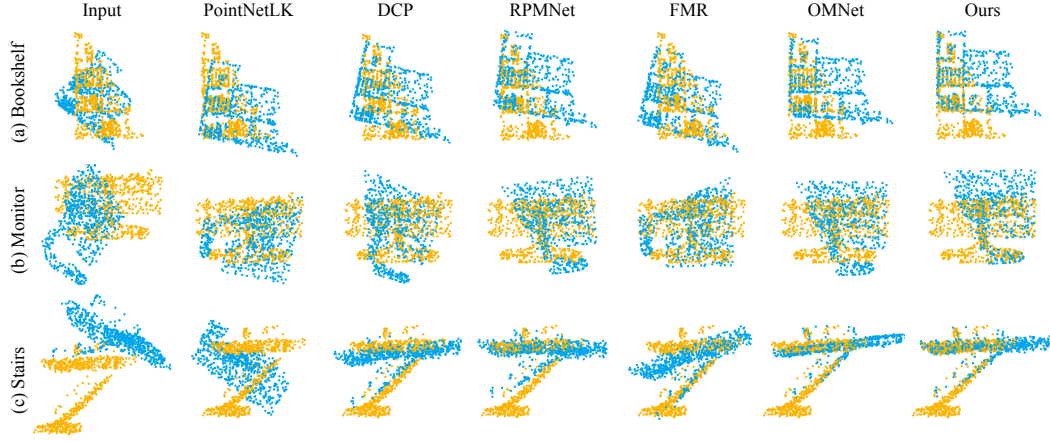 Input PointNetLK DCP RPMNet FMR OMNet Ours
(a) Bookshelf
(b) Monitor
(c) Stairs